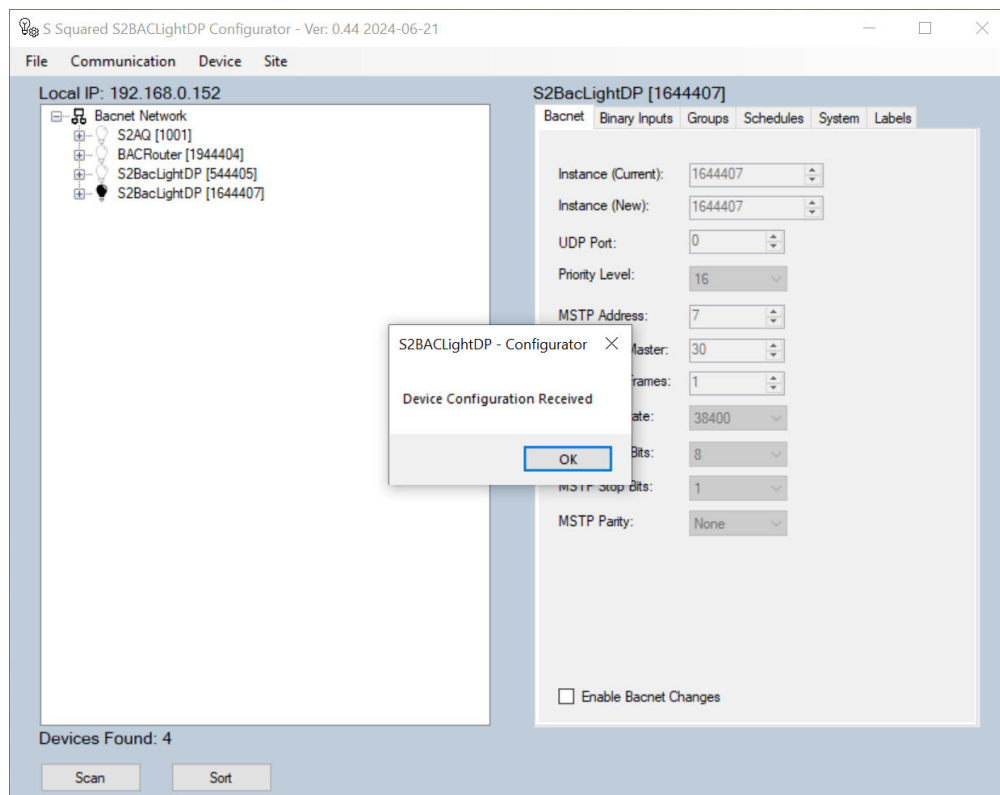 S Squared S2BACLightDP Configurator - Ver: 0.44 2024-06-21
File Communication Device Site
Local IP: 192.168.0.152
Bacnet Network
S2AQ [1001]
BACRouter [1944404]
S2BacLightDP [544405]
S2BacLightDP [1644407]
S2BacLightDP [1644407]
Bacnet Binary Inputs Groups Schedules System Labels
Instance (Current): 1644407
Instance (New): 1644407
UDP Port: 0
Priority Level: 16
MSTP Address: 7
Master: 30
rames: 1
ate: 38400
Bits: 8
MSTP Stop Bits: 1
MSTP Parity: None
Enable Bacnet Changes
S2BACLightDP - Configurator
Device Configuration Received
OK
Devices Found: 4
Scan Sort